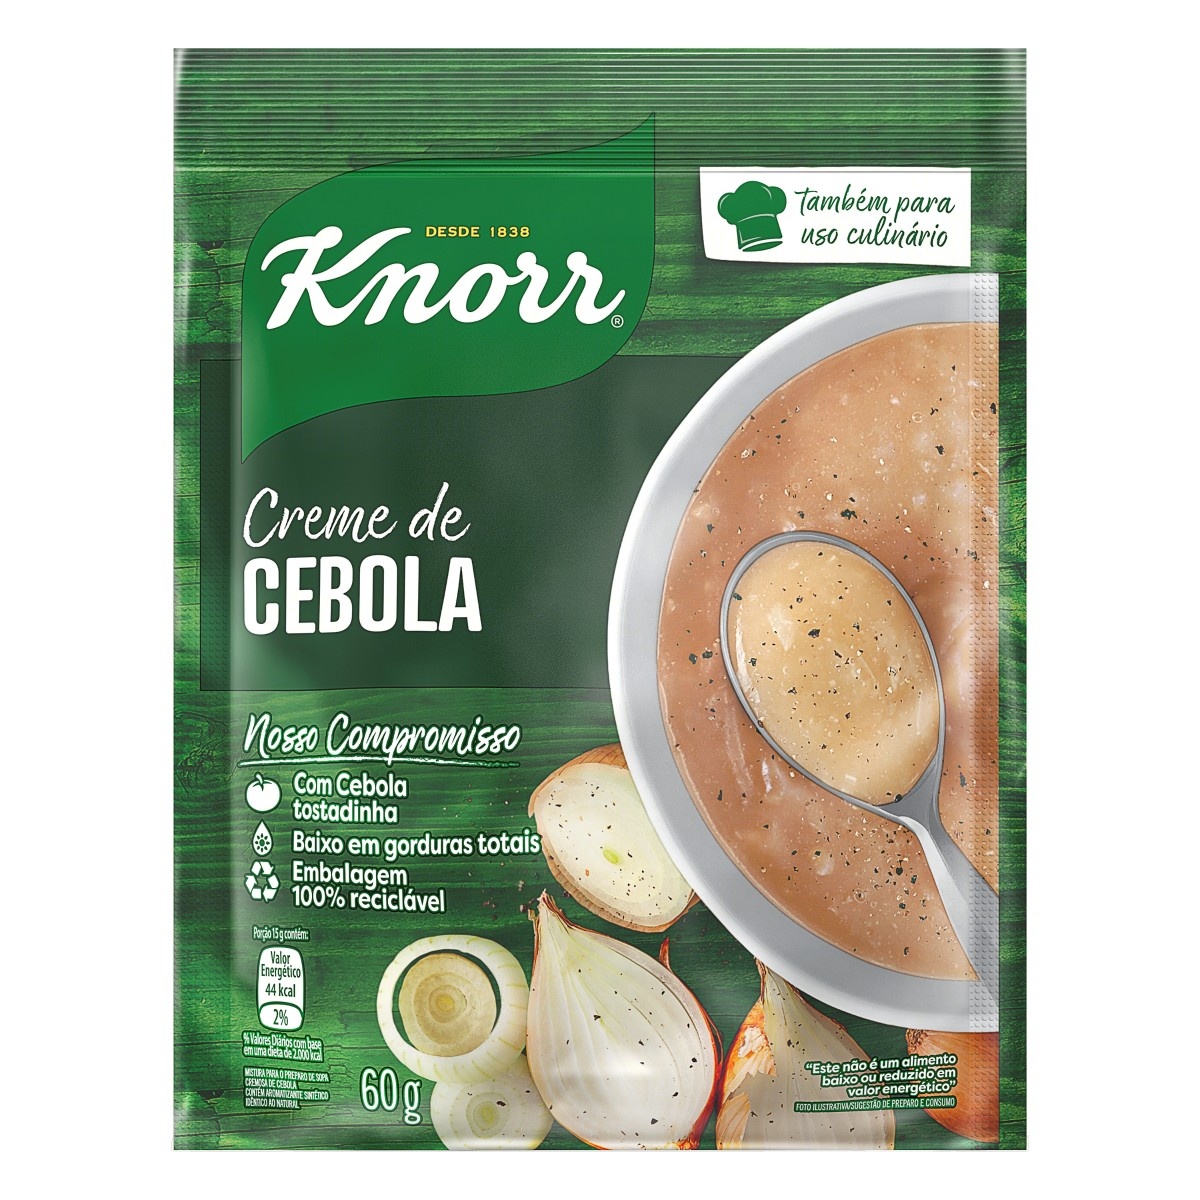 DESDE 1838
Knorr®
também para
uso culinário
Creme de
CEBOLA
Nosso Compromisso
Com Cebola
tostadinha
Baixo em gorduras totais
Embalagem
100% reciclável
Porção 15 g contém:
Valor
Energético
44 kcal
2%
% Valores Diários com base
em uma dieta de 2.000 kcal
MISTURA PARA O PREPARO DE SOPA
CREMOSA DE CEBOLA
CONTÉM AROMATIZANTE SINTÉTICO
IDÊNTICO AO NATURAL
60 g
"Este não é um alimento
baixo ou reduzido em
valor energético"
FOTO ILUSTRATIVA/SUGESTÃO DE PREPARO E CONSUMO